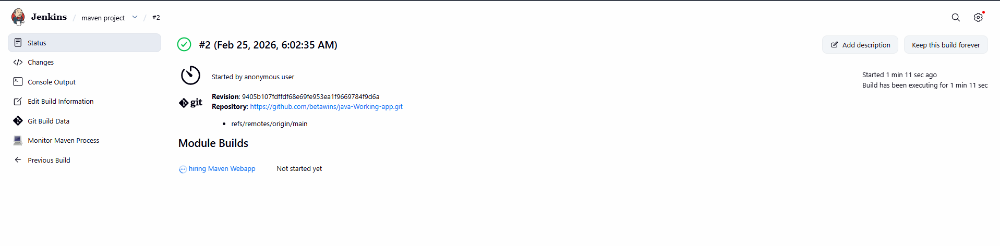 Jenkins / maven project / #2
Status
Changes
Console Output
Edit Build Information
Git Build Data
Monitor Maven Process
Previous Build
#2 (Feb 25, 2026, 6:02:35 AM)
Add description
Keep this build forever
Started by anonymous user
Started 1 min 11 sec ago
Build has been executing for 1 min 11 sec
git
Revision: 9405b107fdffdf68e69fe953ea1f9669784f9d6a
Repository: https://github.com/betawins/java-Working-app.git
refs/remotes/origin/main
Module Builds
hiring Maven Webapp Not started yet